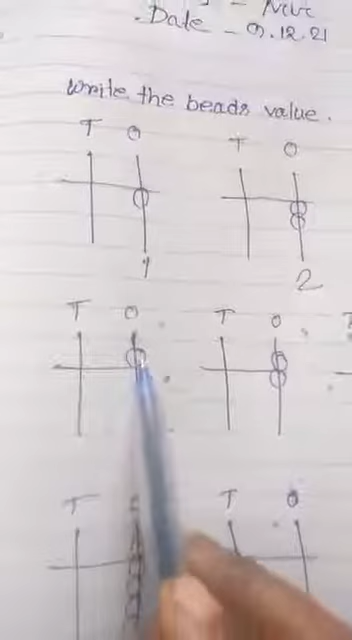 Date - 9.12.21
Write the beads value.
T O T O
1 2
T O T O
T T O